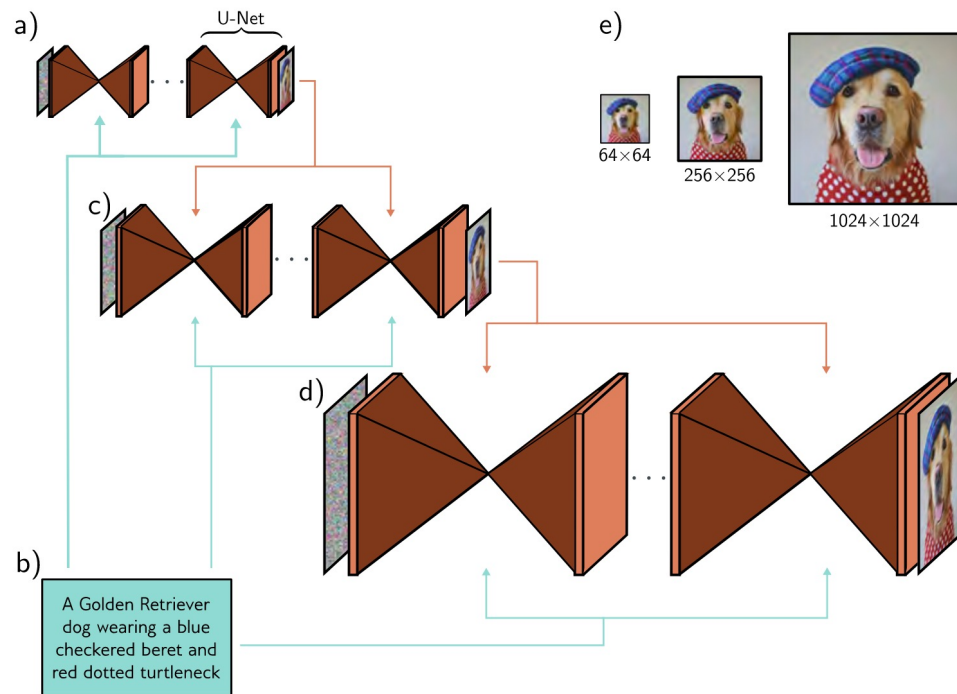 a)
U-Net
e)
64×64
256×256
1024×1024
c)
d)
b)
A Golden Retriever
dog wearing a blue
checkered beret and
red dotted turtleneck